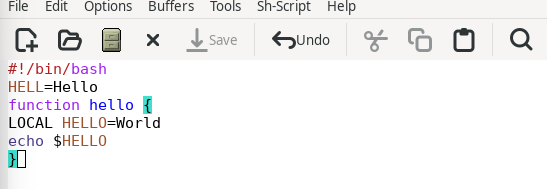 File Edit Options Buffers Tools Sh-Script Help
Save Undo
#!/bin/bash
HELL=Hello
function hello {
LOCAL HELLO=World
echo $HELLO
}